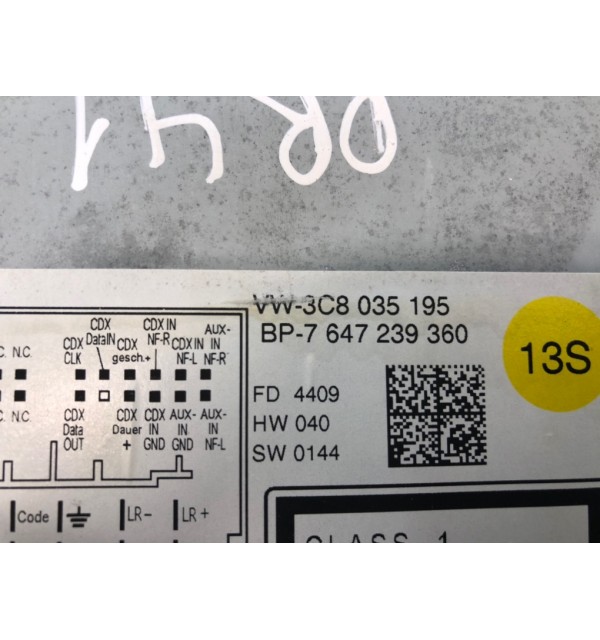 PR 41
VW-3C8 035 195
BP-7 647 239 360
13S
FD 4409
HW 040
SW 0144
CDX DataIN
CDX IN NF-R
AUX-IN NF-R
C. N.C.
CDX CLK
CDX gesch.+
CDX IN NF-L
C. N.C.
CDX Data OUT
CDX Dauer +
CDX IN GND
AUX-IN GND
AUX-IN NF-L
Code
LR-
LR+
CLASS 1